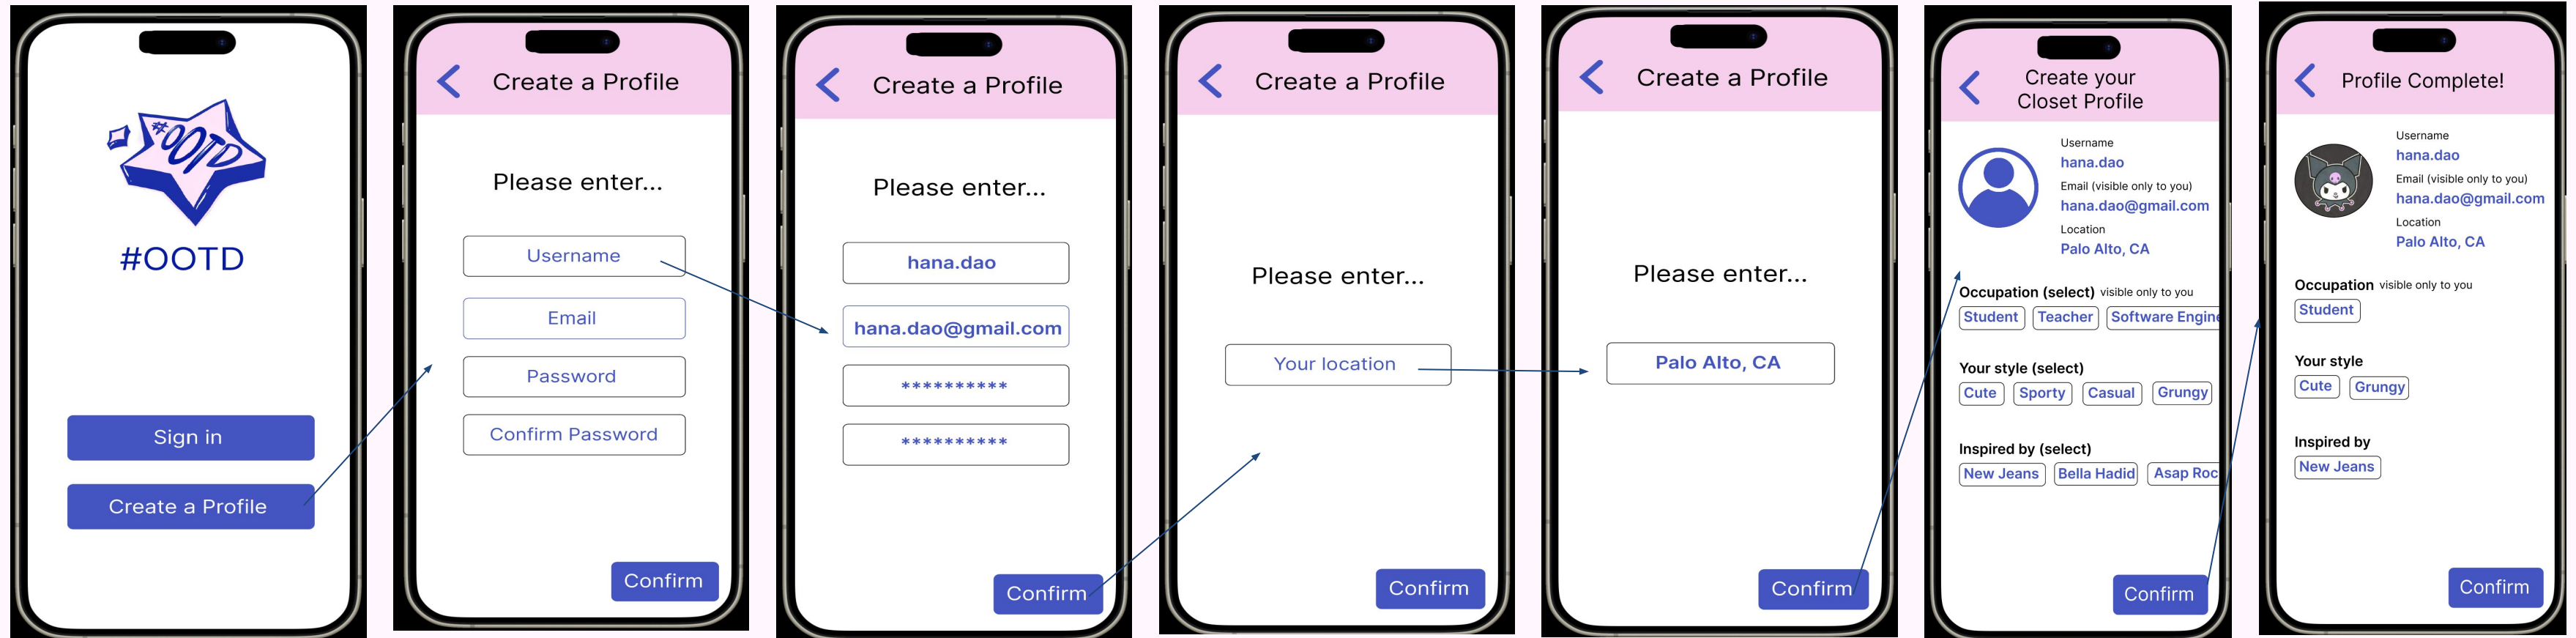 #OOTD
#OOTD
Sign in
Create a Profile
Create a Profile
Please enter...
Username
Email
Password
Confirm Password
Confirm
Create a Profile
Please enter...
hana.dao
hana.dao@gmail.com
**********
**********
Confirm
Create a Profile
Please enter...
Your location
Confirm
Create a Profile
Please enter...
Palo Alto, CA
Confirm
Create your
Closet Profile
Username
hana.dao
Email (visible only to you)
hana.dao@gmail.com
Location
Palo Alto, CA
Occupation (select) visible only to you
Student Teacher Software Engine
Your style (select)
Cute Sporty Casual Grungy
Inspired by (select)
New Jeans Bella Hadid Asap Roc
Confirm
Profile Complete!
Username
hana.dao
Email (visible only to you)
hana.dao@gmail.com
Location
Palo Alto, CA
Occupation visible only to you
Student
Your style
Cute Grungy
Inspired by
New Jeans
Confirm